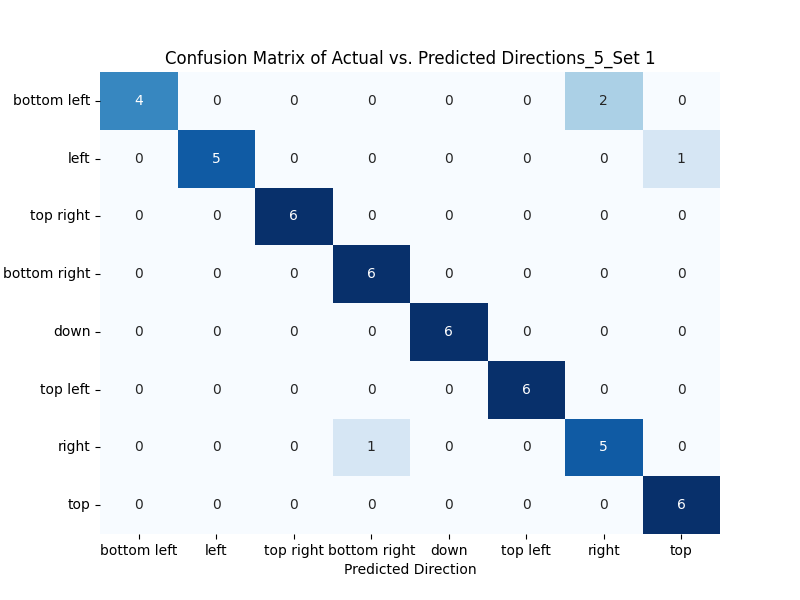 Confusion Matrix of Actual vs. Predicted Directions_5_Set 1
bottom left 4 0 0 0 0 0 2 0
left 0 5 0 0 0 0 0 1
top right 0 0 6 0 0 0 0 0
bottom right 0 0 0 6 0 0 0 0
down 0 0 0 0 6 0 0 0
top left 0 0 0 0 0 6 0 0
right 0 0 0 1 0 0 5 0
top 0 0 0 0 0 0 0 6
bottom left left top right bottom right down top left right top
Predicted Direction